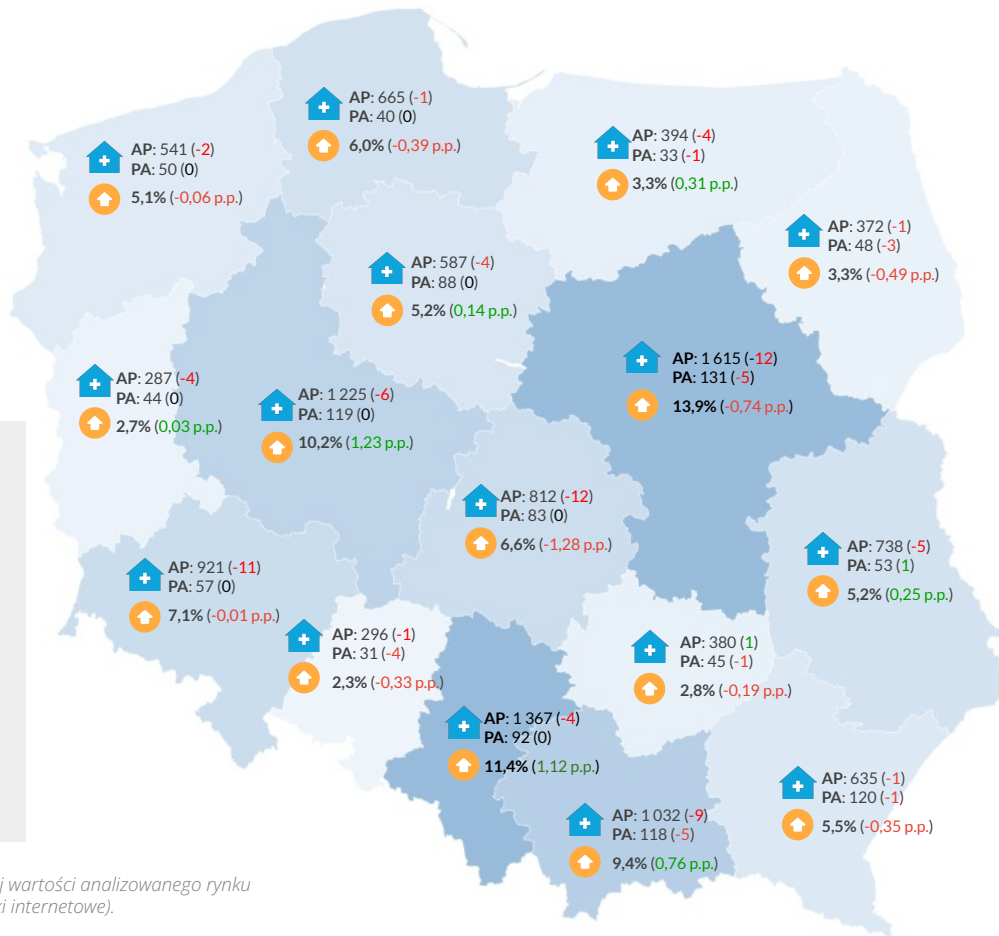 AP: 665 (-1)
PA: 40 (0)
6,0% (-0,39 p.p.)
AP: 394 (-4)
PA: 33 (-1)
3,3% (0,31 p.p.)
AP: 541 (-2)
PA: 50 (0)
5,1% (-0,06 p.p.)
AP: 372 (-1)
PA: 48 (-3)
3,3% (-0,49 p.p.)
AP: 587 (-4)
PA: 88 (0)
5,2% (0,14 p.p.)
AP: 1 615 (-12)
PA: 131 (-5)
13,9% (-0,74 p.p.)
AP: 287 (-4)
PA: 44 (0)
2,7% (0,03 p.p.)
AP: 1 225 (-6)
PA: 119 (0)
10,2% (1,23 p.p.)
AP: 812 (-12)
PA: 83 (0)
6,6% (-1,28 p.p.)
AP: 738 (-5)
PA: 53 (1)
5,2% (0,25 p.p.)
AP: 921 (-11)
PA: 57 (0)
7,1% (-0,01 p.p.)
AP: 296 (-1)
PA: 31 (-4)
2,3% (-0,33 p.p.)
AP: 380 (1)
PA: 45 (-1)
2,8% (-0,19 p.p.)
AP: 1 367 (-4)
PA: 92 (0)
11,4% (1,12 p.p.)
AP: 635 (-1)
PA: 120 (-1)
5,5% (-0,35 p.p.)
AP: 1 032 (-9)
PA: 118 (-5)
9,4% (0,76 p.p.)
j wartości analizowanego rynku
ki internetowe).